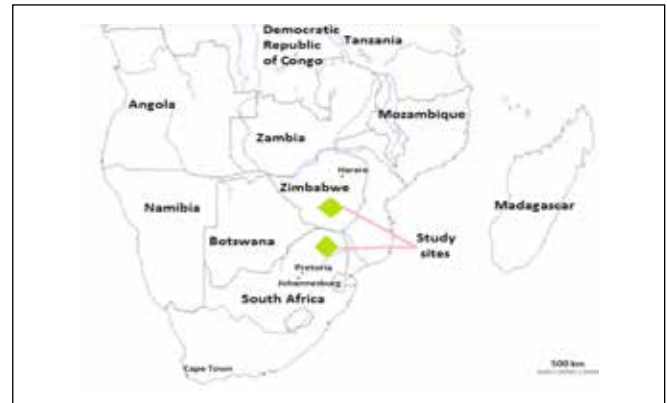 Democratic
Republic
of Congo
Tanzania
Angola
Mozambique
Zambia
Harare
Zimbabwe
Namibia
Madagascar
Botswana
Study
sites
Pretoria
Johannesburg
South Africa
Cape Town
500 km